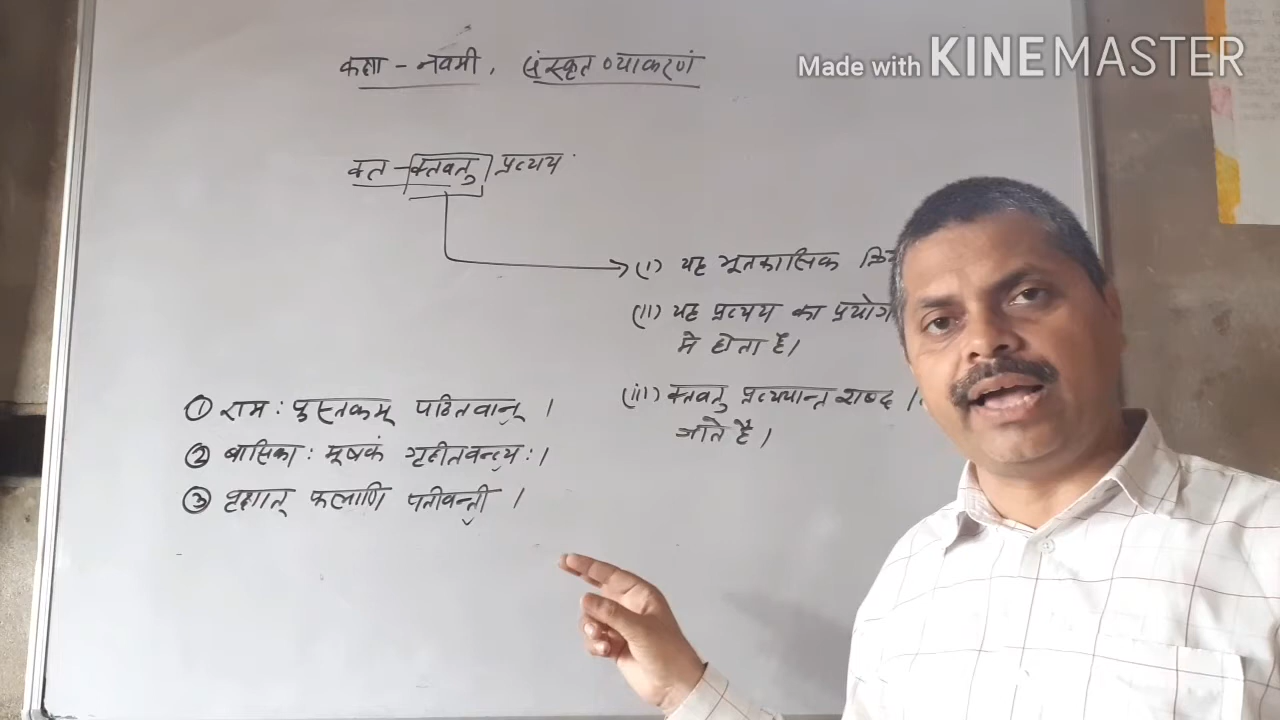 कक्षा - नवमी, संस्कृत व्याकरणं
Made with KINEMASTER
क्त - क्तवतु प्रत्यय
(i) यह भूतकालिक
(ii) यह प्रत्यय का प्रयोग
मे होता है।
(iii) क्तवतु प्रत्ययान्त शब्द
जाते है।
① रामः पुस्तकम् पठितवान् ।
② बालिकाः मूषकं गृहीतवन्त्यः।
③ वृक्षात् फलाणि पतीवन्ती ।